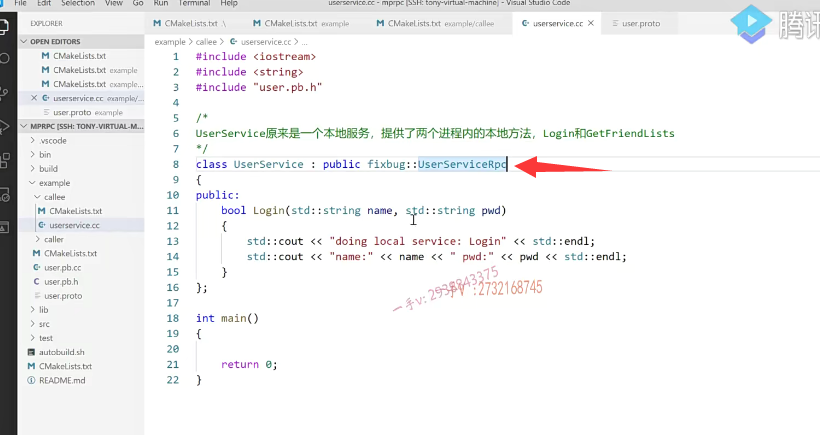 File Edit Selection View Go Run Terminal Help
userservice.cc - mprpc [SSH: tony-virtual-machine] - Visual Studio Code
EXPLORER
CMakeLists.txt .\
CMakeLists.txt example
CMakeLists.txt example/callee
userservice.cc
user.proto
腾讯
OPEN EDITORS
CMakeLists.txt
CMakeLists.txt example
CMakeLists.txt example...
userservice.cc example/...
user.proto example
MPRPC [SSH: TONY-VIRTUAL-M...
.vscode
bin
build
example
callee
CMakeLists.txt
userservice.cc
caller
CMakeLists.txt
user.pb.cc
user.pb.h
user.proto
lib
src
test
autobuild.sh
CMakeLists.txt
README.md
example > callee > userservice.cc > ...
1 #include <iostream>
2 #include <string>
3 #include "user.pb.h"
4
5 /*
6 UserService原来是一个本地服务，提供了两个进程内的本地方法，Login和GetFriendLists
7 */
8 class UserService : public fixbug::UserServiceRpc
9 {
10 public:
11 bool Login(std::string name, std::string pwd)
12 {
13 std::cout << "doing local service: Login" << std::endl;
14 std::cout << "name:" << name << " pwd:" << pwd << std::endl;
15 }
16 };
17
18 int main()
19 {
20
21 return 0;
22 }
一手v:
一手V :2732168745